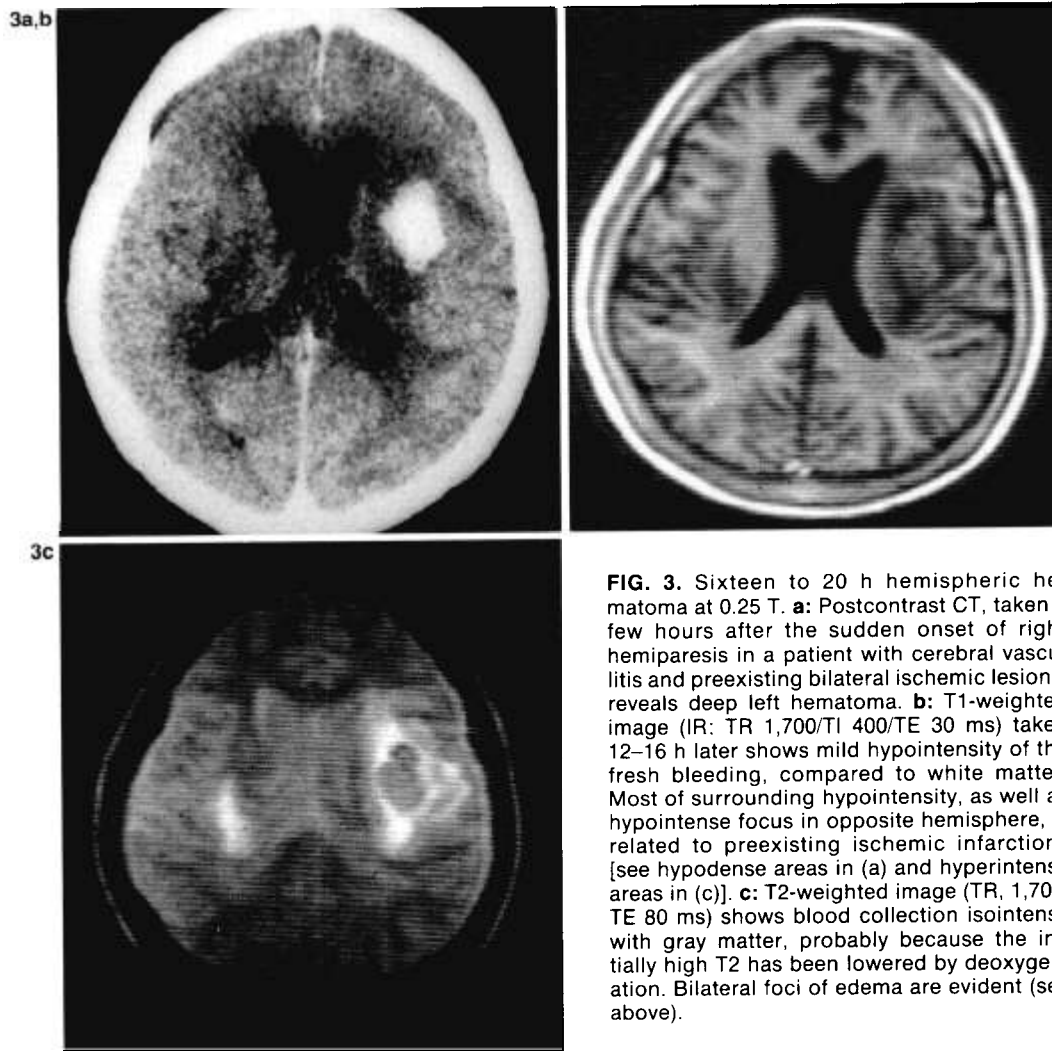 3a,b
3c
FIG. 3. Sixteen to 20 h hemispheric he
matoma at 0.25 T. a: Postcontrast CT, taken
few hours after the sudden onset of righ
hemiparesis in a patient with cerebral vascu
litis and preexisting bilateral ischemic lesion
reveals deep left hematoma. b: T1-weighte
image (IR: TR 1,700/TI 400/TE 30 ms) take
12–16 h later shows mild hypointensity of th
fresh bleeding, compared to white matte
Most of surrounding hypointensity, as well a
hypointense focus in opposite hemisphere,
related to preexisting ischemic infarction
[see hypodense areas in (a) and hyperintens
areas in (c)]. c: T2-weighted image (TR, 1,70
TE 80 ms) shows blood collection isointens
with gray matter, probably because the in
tially high T2 has been lowered by deoxyge
ation. Bilateral foci of edema are evident (se
above).